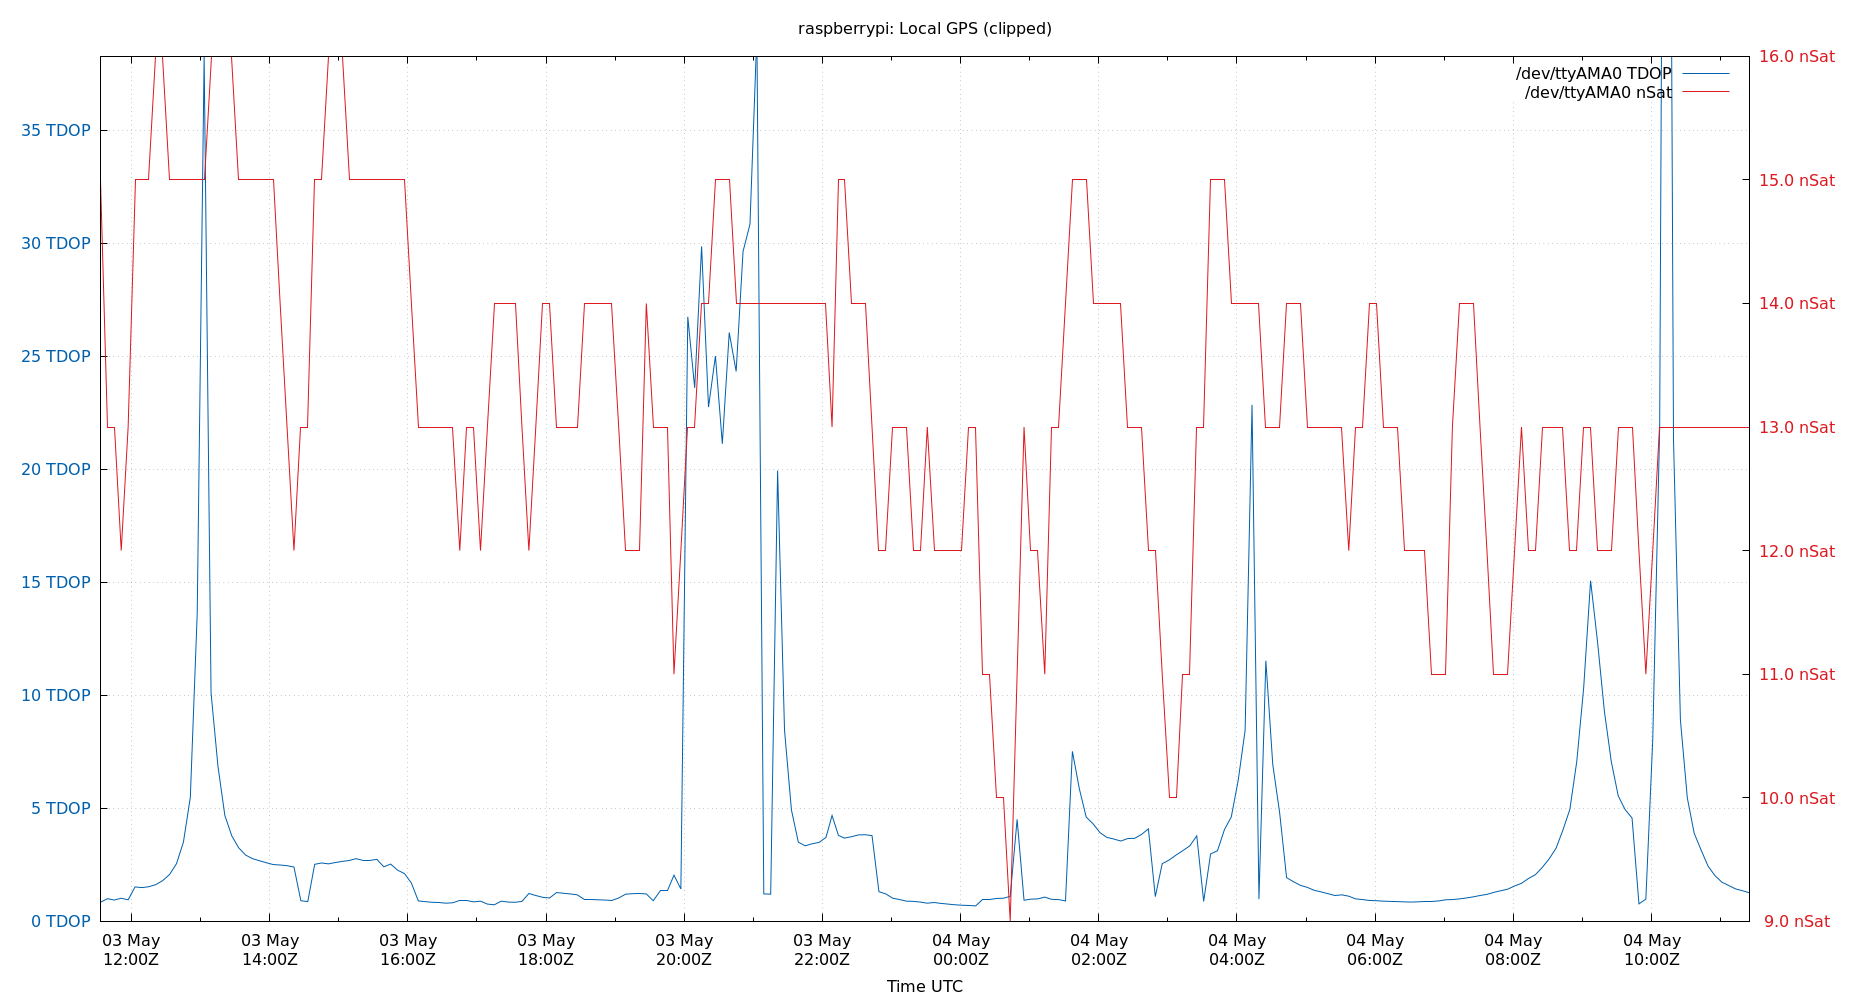 raspberrypi: Local GPS (clipped)
/dev/ttyAMA0 TDOP
/dev/ttyAMA0 nSat
35 TDOP
30 TDOP
25 TDOP
20 TDOP
15 TDOP
10 TDOP
5 TDOP
0 TDOP
16.0 nSat
15.0 nSat
14.0 nSat
13.0 nSat
12.0 nSat
11.0 nSat
10.0 nSat
9.0 nSat
03 May
12:00Z
03 May
14:00Z
03 May
16:00Z
03 May
18:00Z
03 May
20:00Z
03 May
22:00Z
04 May
00:00Z
04 May
02:00Z
04 May
04:00Z
04 May
06:00Z
04 May
08:00Z
04 May
10:00Z
Time UTC